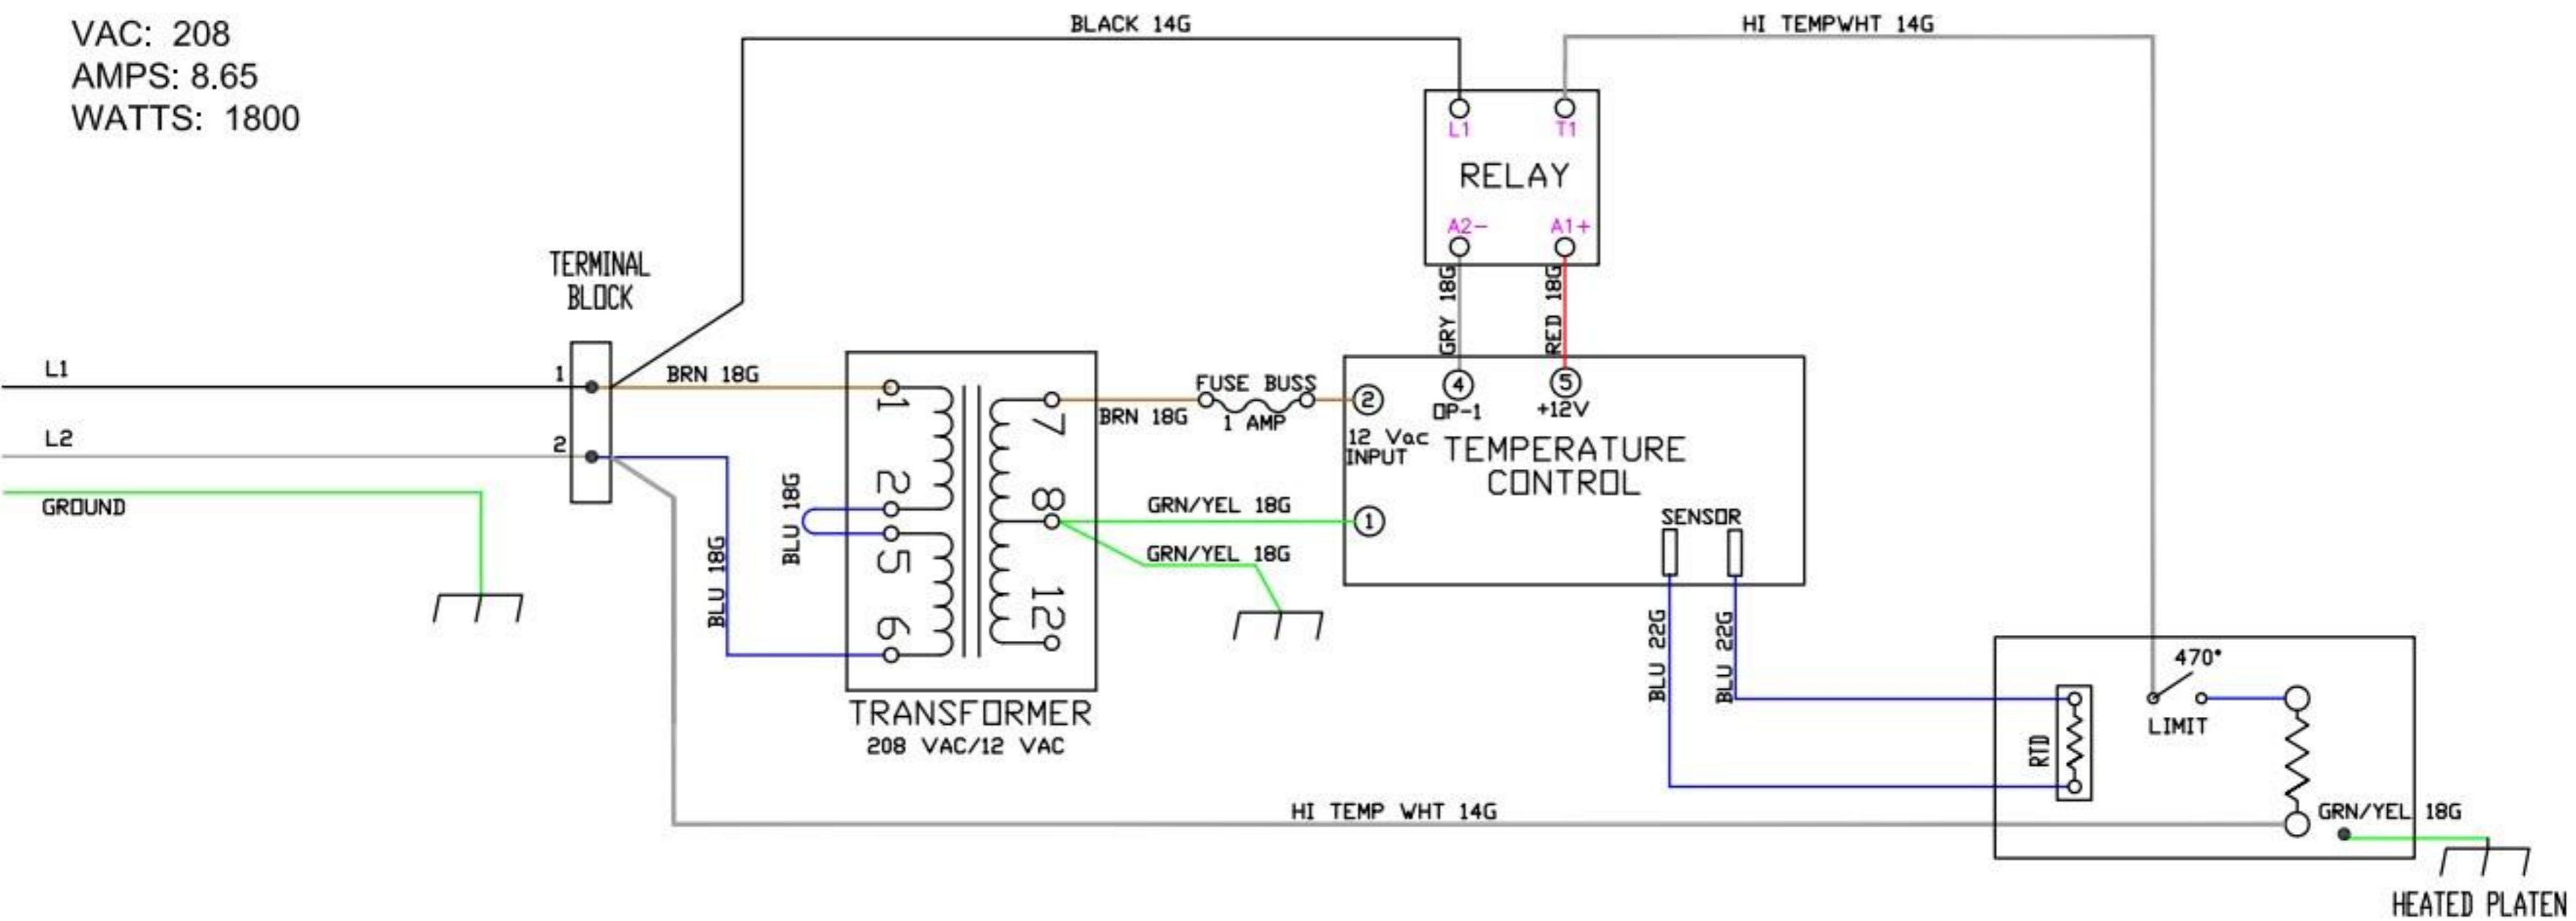 VAC: 208
AMPS: 8.65
WATTS: 1800
BLACK 14G
HI TEMPWHT 14G
L1
T1
RELAY
A2-
A1+
GRY 18G
RED 18G
TERMINAL
BLOCK
L1
1
BRN 18G
L2
2
GROUND
BLU 18G
BLU 18G
1
2
5
6
7
8
12
TRANSFORMER
208 VAC/12 VAC
BRN 18G
FUSE BUSS
1 AMP
GRN/YEL 18G
GRN/YEL 18G
2
12 Vac
INPUT
1
4
OP-1
5
+12V
TEMPERATURE
CONTROL
SENSOR
BLU 22G
BLU 22G
RTD
470°
LIMIT
HI TEMP WHT 14G
GRN/YEL 18G
HEATED PLATEN